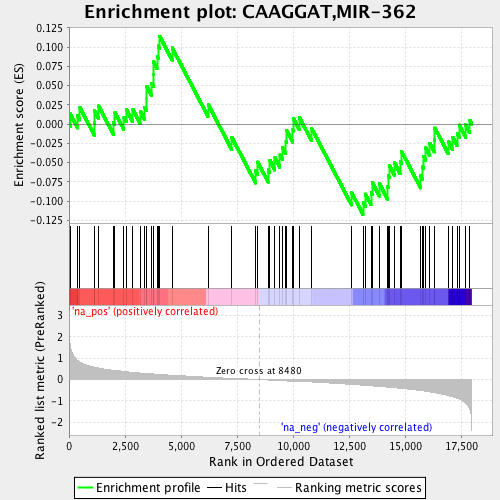 Enrichment plot: CAAGGAT,MIR-362
Enrichment score (ES)
0.125
0.100
0.075
0.050
0.025
0.000
-0.025
-0.050
-0.075
-0.100
-0.125
'na_pos' (positively correlated)
Ranked list metric (PreRanked)
3
2
1
0
-1
-2
Zero cross at 8480
'na_neg' (negatively correlated)
0
2,500
5,000
7,500
10,000
12,500
15,000
17,500
Rank in Ordered Dataset
Enrichment profile
Hits
Ranking metric scores